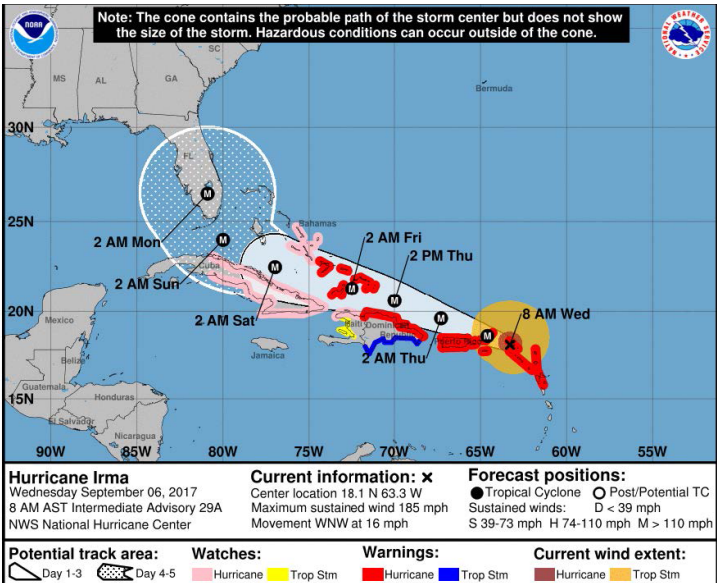 Note: The cone contains the probable path of the storm center but does not show
the size of the storm. Hazardous conditions can occur outside of the cone.
NOAA
NATIONAL WEATHER SERVICE
SC
MS
AL
GA
Bermuda
30N
FL
25N
Bahamas
2 AM Fri
M
2 AM Mon
2 PM Thu
M
Cuba
M
2 AM Sun
M
M
M
8 AM Wed
20N
2 AM Sat
M
M
Mexico
Haiti
Dominican
Republic
Puerto Rico
Jamaica
2 AM Thu
Belize
Guatemala
Honduras
15N
El Salvador
Nicaragua
90W
85W
80W
75W
70W
65W
60W
55W
Hurricane Irma
Wednesday September 06, 2017
8 AM AST Intermediate Advisory 29A
NWS National Hurricane Center
Current information: x
Center location 18.1 N 63.3 W
Maximum sustained wind 185 mph
Movement WNW at 16 mph
Forecast positions:
Tropical Cyclone Post/Potential TC
Sustained winds: D < 39 mph
S 39-73 mph H 74-110 mph M > 110 mph
Potential track area:
Day 1-3 Day 4-5
Watches:
Hurricane Trop Stm
Warnings:
Hurricane Trop Stm
Current wind extent:
Hurricane Trop Stm